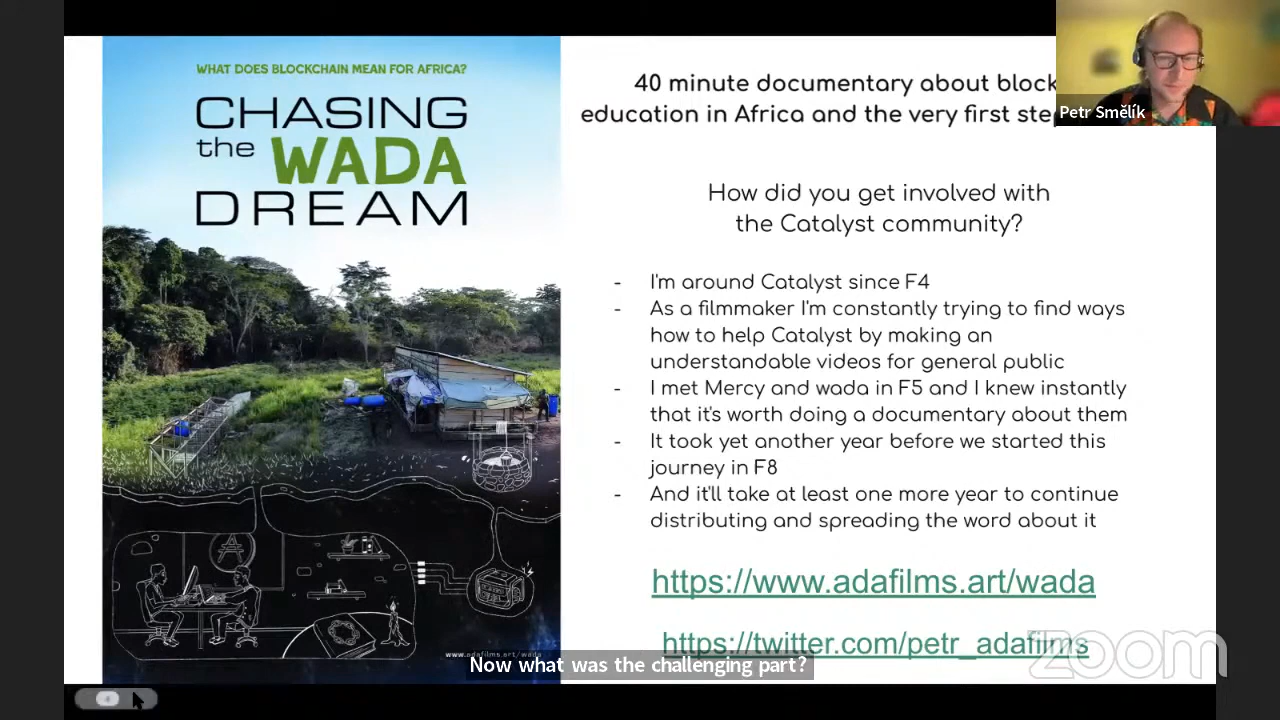 WHAT DOES BLOCKCHAIN MEAN FOR AFRICA?
CHASING
the WADA
DREAM
www.adafilms.art/wada
40 minute documentary about block
education in Africa and the very first ste
Petr Smělík
How did you get involved with
the Catalyst community?
- I'm around Catalyst since F4
- As a filmmaker I'm constantly trying to find ways
how to help Catalyst by making an
understandable videos for general public
- I met Mercy and wada in F5 and I knew instantly
that it's worth doing a documentary about them
- It took yet another year before we started this
journey in F8
- And it'll take at least one more year to continue
distributing and spreading the word about it
https://www.adafilms.art/wada
https://twitter.com/petr_adafilms
zoom
Now what was the challenging part?